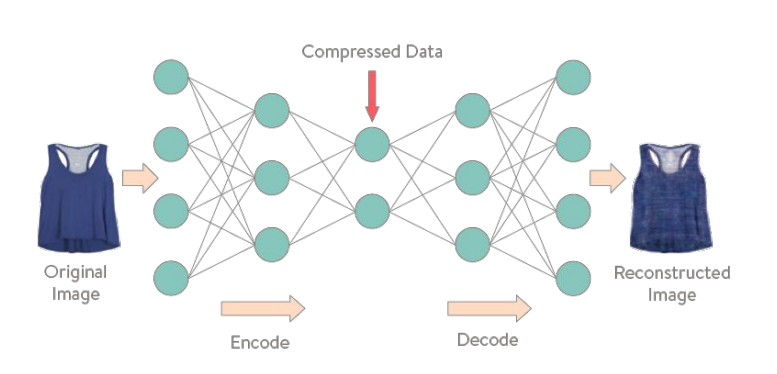 Compressed Data
Original
Image
Reconstructed
Image
Encode
Decode